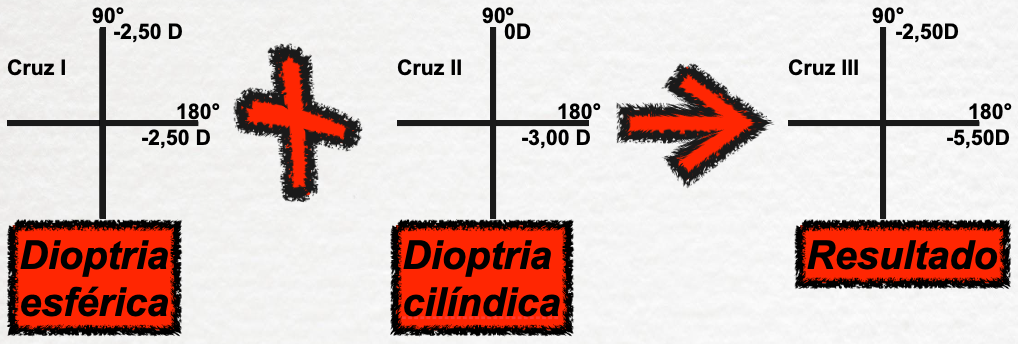 90º
-2,50 D
Cruz I
180°
-2,50 D
Dioptria
esférica
90º
0D
Cruz II
180°
-3,00 D
Dioptria
cilíndica
90°
-2,50D
Cruz III
180°
-5,50D
Resultado